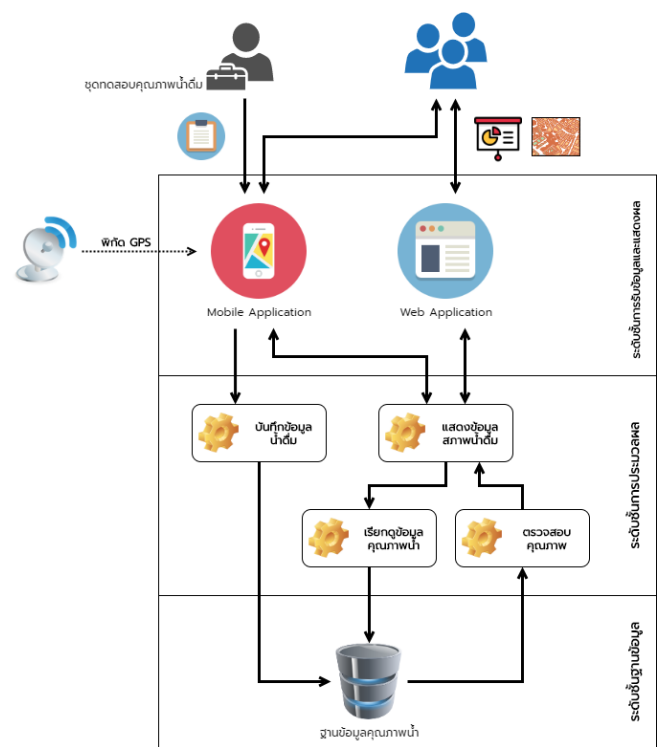 ชุดทดสอบคุณภาพน้ำดื่ม
พิกัด GPS
Mobile Application
Web Application
ระดับชั้นการรับข้อมูลและแสดงผล
บันทึกข้อมูล
น้ำดื่ม
แสดงข้อมูล
สภาพน้ำดื่ม
เรียกดูข้อมูล
คุณภาพน้ำ
ตรวจสอบ
คุณภาพ
ระดับชั้นการประมวลผล
ระดับชั้นฐานข้อมูล
ฐานข้อมูลคุณภาพน้ำ